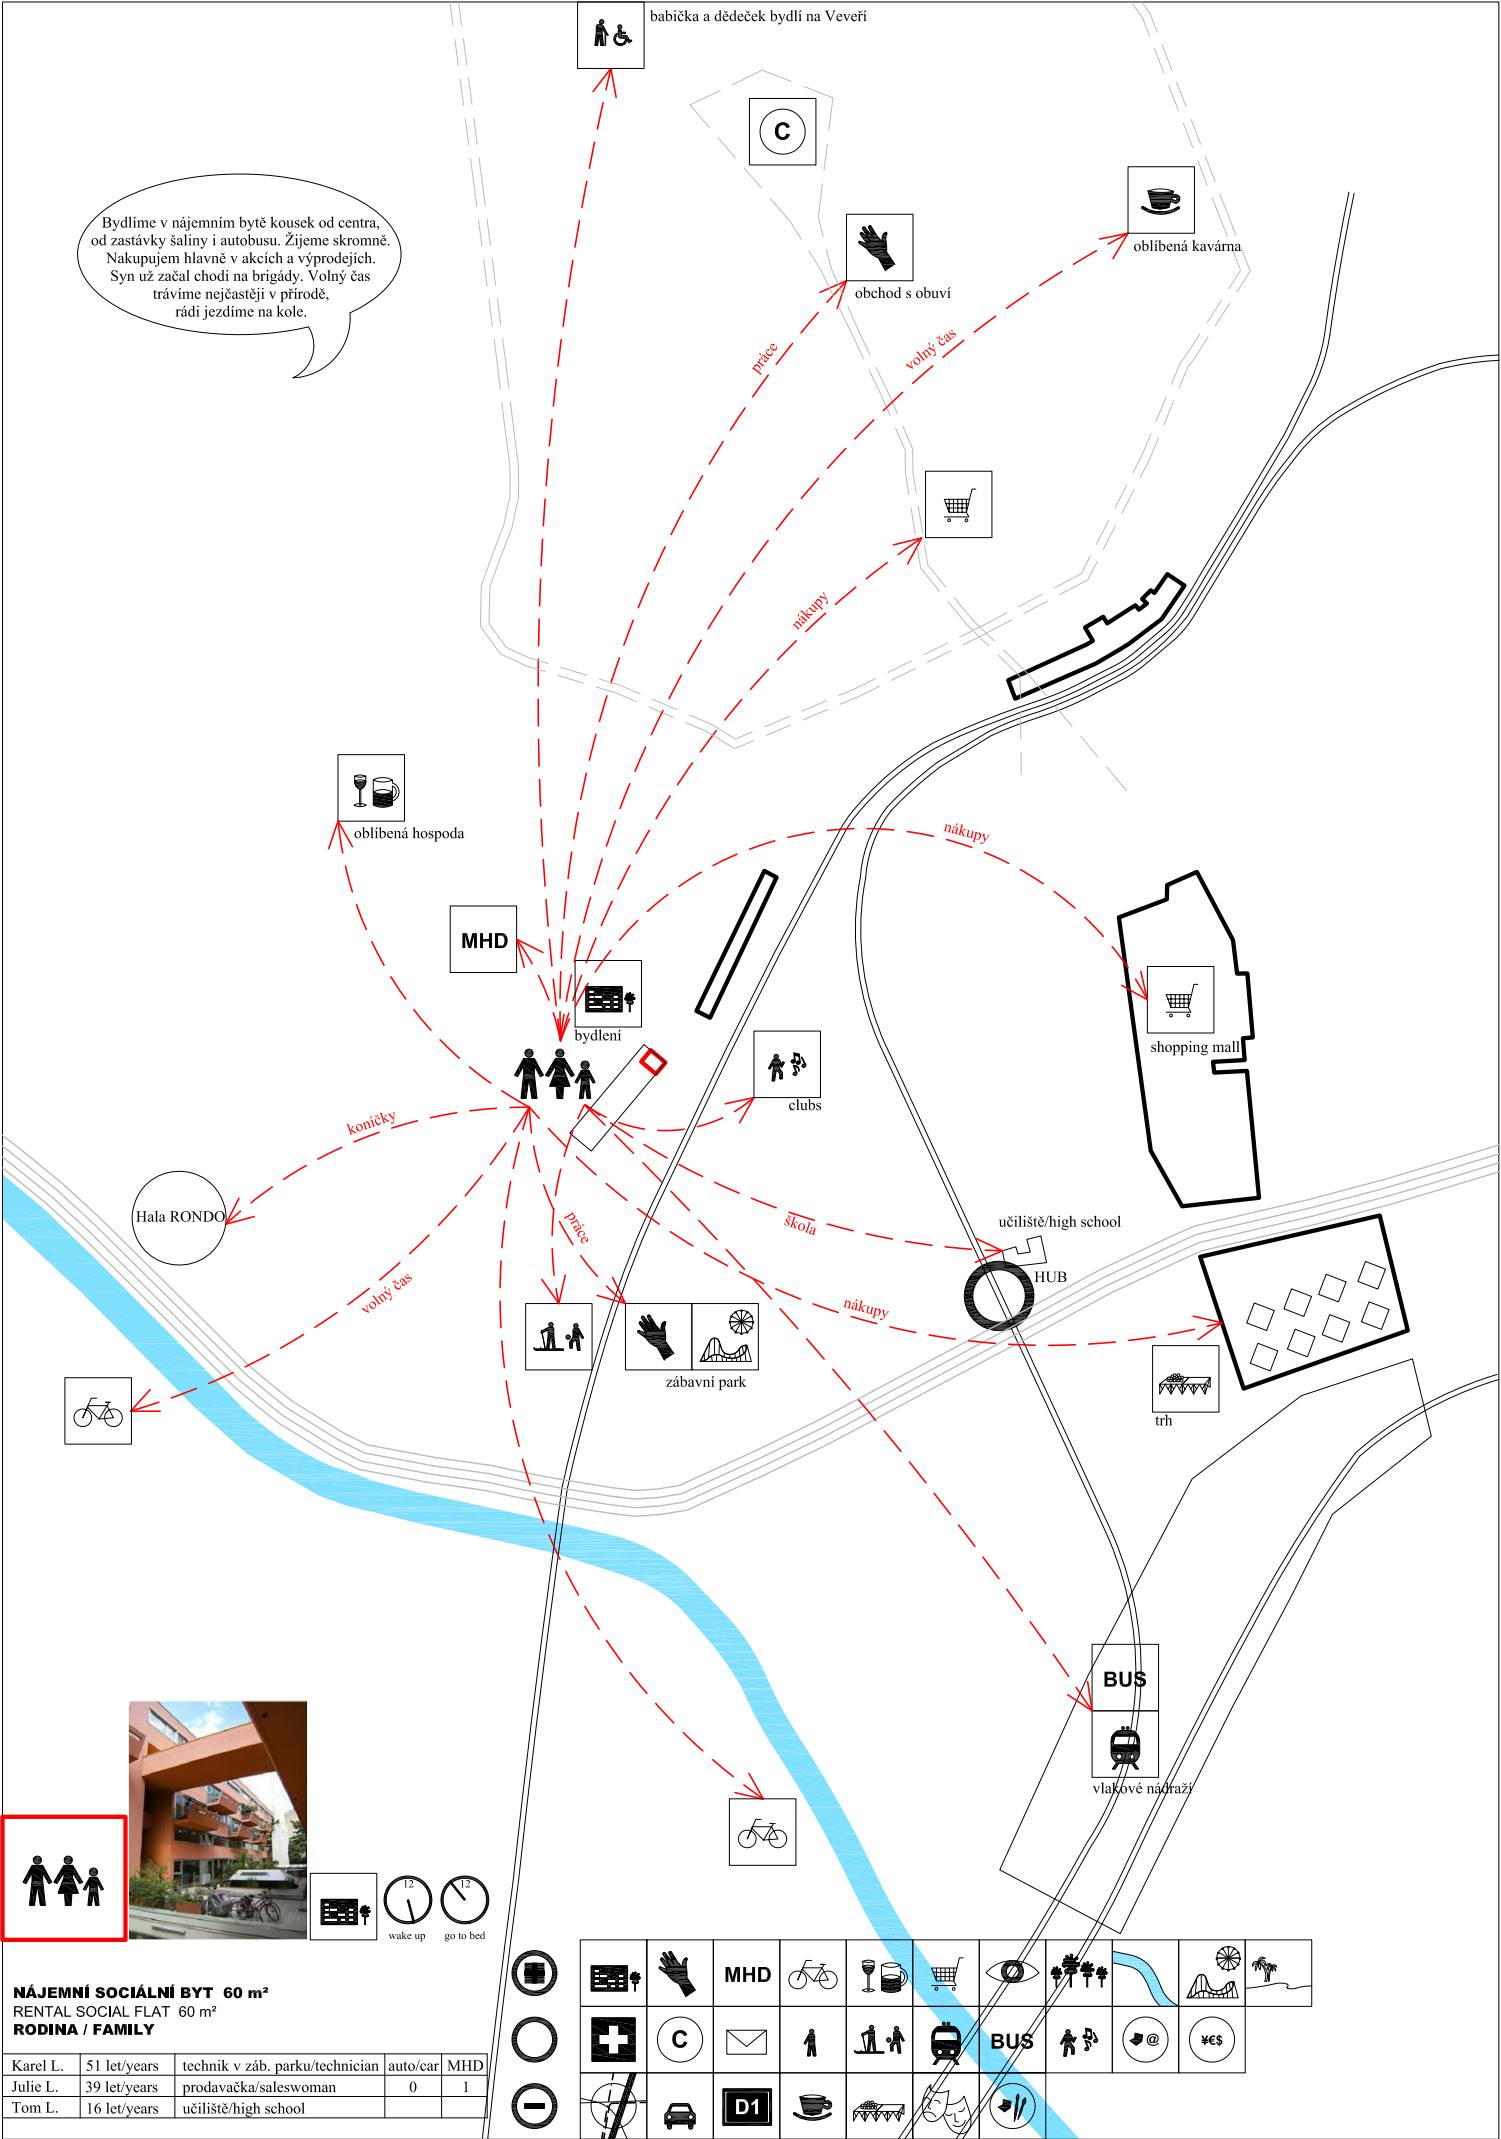 babička a dědeček bydlí na Veveří
C
Bydlíme v nájemním bytě kousek od centra,
od zastávky šaliny i autobusu. Žijeme skromně.
Nakupujem hlavně v akcích a výprodejích.
Syn už začal chodi na brigády. Volný čas
trávíme nejčastěji v přírodě,
rádi jezdíme na kole.
oblíbená kavárna
obchod s obuví
práce
volný čas
nákupy
oblíbená hospoda
nákupy
MHD
bydlení
shopping mall
clubs
koníčky
Hala RONDO
práce
škola
učiliště/high school
HUB
volný čas
nákupy
zábavní park
trh
BUS
vlakové nádraží
12
wake up
12
go to bed
NÁJEMNÍ SOCIÁLNÍ BYT 60 m²
RENTAL SOCIAL FLAT 60 m²
RODINA / FAMILY
Karel L. 51 let/years technik v záb. parku/technician auto/car MHD
Julie L. 39 let/years prodavačka/saleswoman 0 1
Tom L. 16 let/years učiliště/high school
MHD
C
BUS
@
¥€$
D1